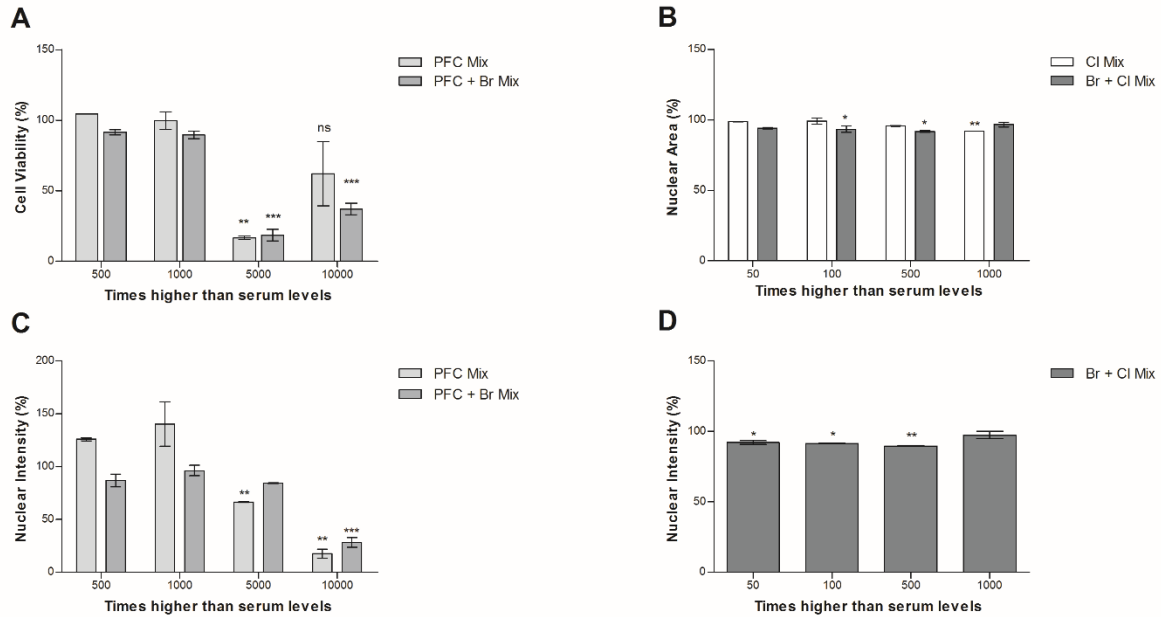 A
Cell Viability (%)
150
100
50
0
ns
**
***
***
500
1000
5000
10000
Times higher than serum levels
PFC Mix
PFC + Br Mix
B
Nuclear Area (%)
150
100
50
0
*
*
**
50
100
500
1000
Times higher than serum levels
Cl Mix
Br + Cl Mix
C
Nuclear Intensity (%)
200
150
100
50
0
**
**
***
500
1000
5000
10000
Times higher than serum levels
PFC Mix
PFC + Br Mix
D
Nuclear Intensity (%)
150
100
50
0
*
*
**
50
100
500
1000
Times higher than serum levels
Br + Cl Mix